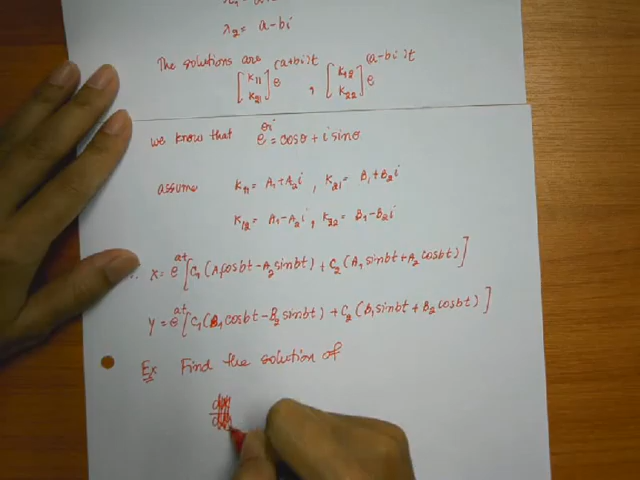 λ₂ = a-bi
The solutions are [k₁₁ k₂₁] e^(a+bi)t , [k₁₂ k₂₂] e^(a-bi)t
we know that e^θi = cosθ + i sinθ
assume k₁₁ = A₁+A₂i , k₂₁ = B₁+B₂i
k₁₂ = A₁-A₂i , k₂₂ = B₁-B₂i
x = e^at [C₁(A₁cosbt-A₂sinbt) + C₂(A₁sinbt+A₂cosbt)]
y = e^at [C₁(B₁cosbt-B₂sinbt) + C₂(B₁sinbt+B₂cosbt)]
Ex Find the solution of